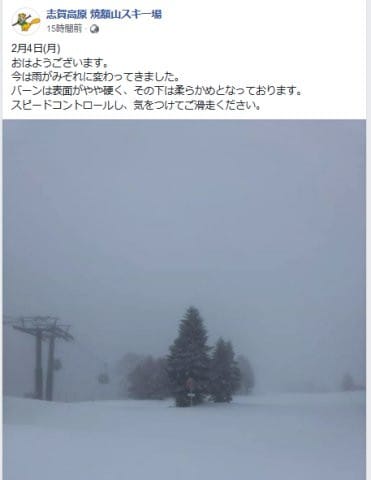 志賀高原 焼額山スキー場
15時間前 ·
2月4日(月)
おはようございます。
今は雨がみぞれに変わってきました。
バーンは表面がやや硬く、その下は柔らかめとなっております。
スピードコントロールし、気をつけてご滑走ください。